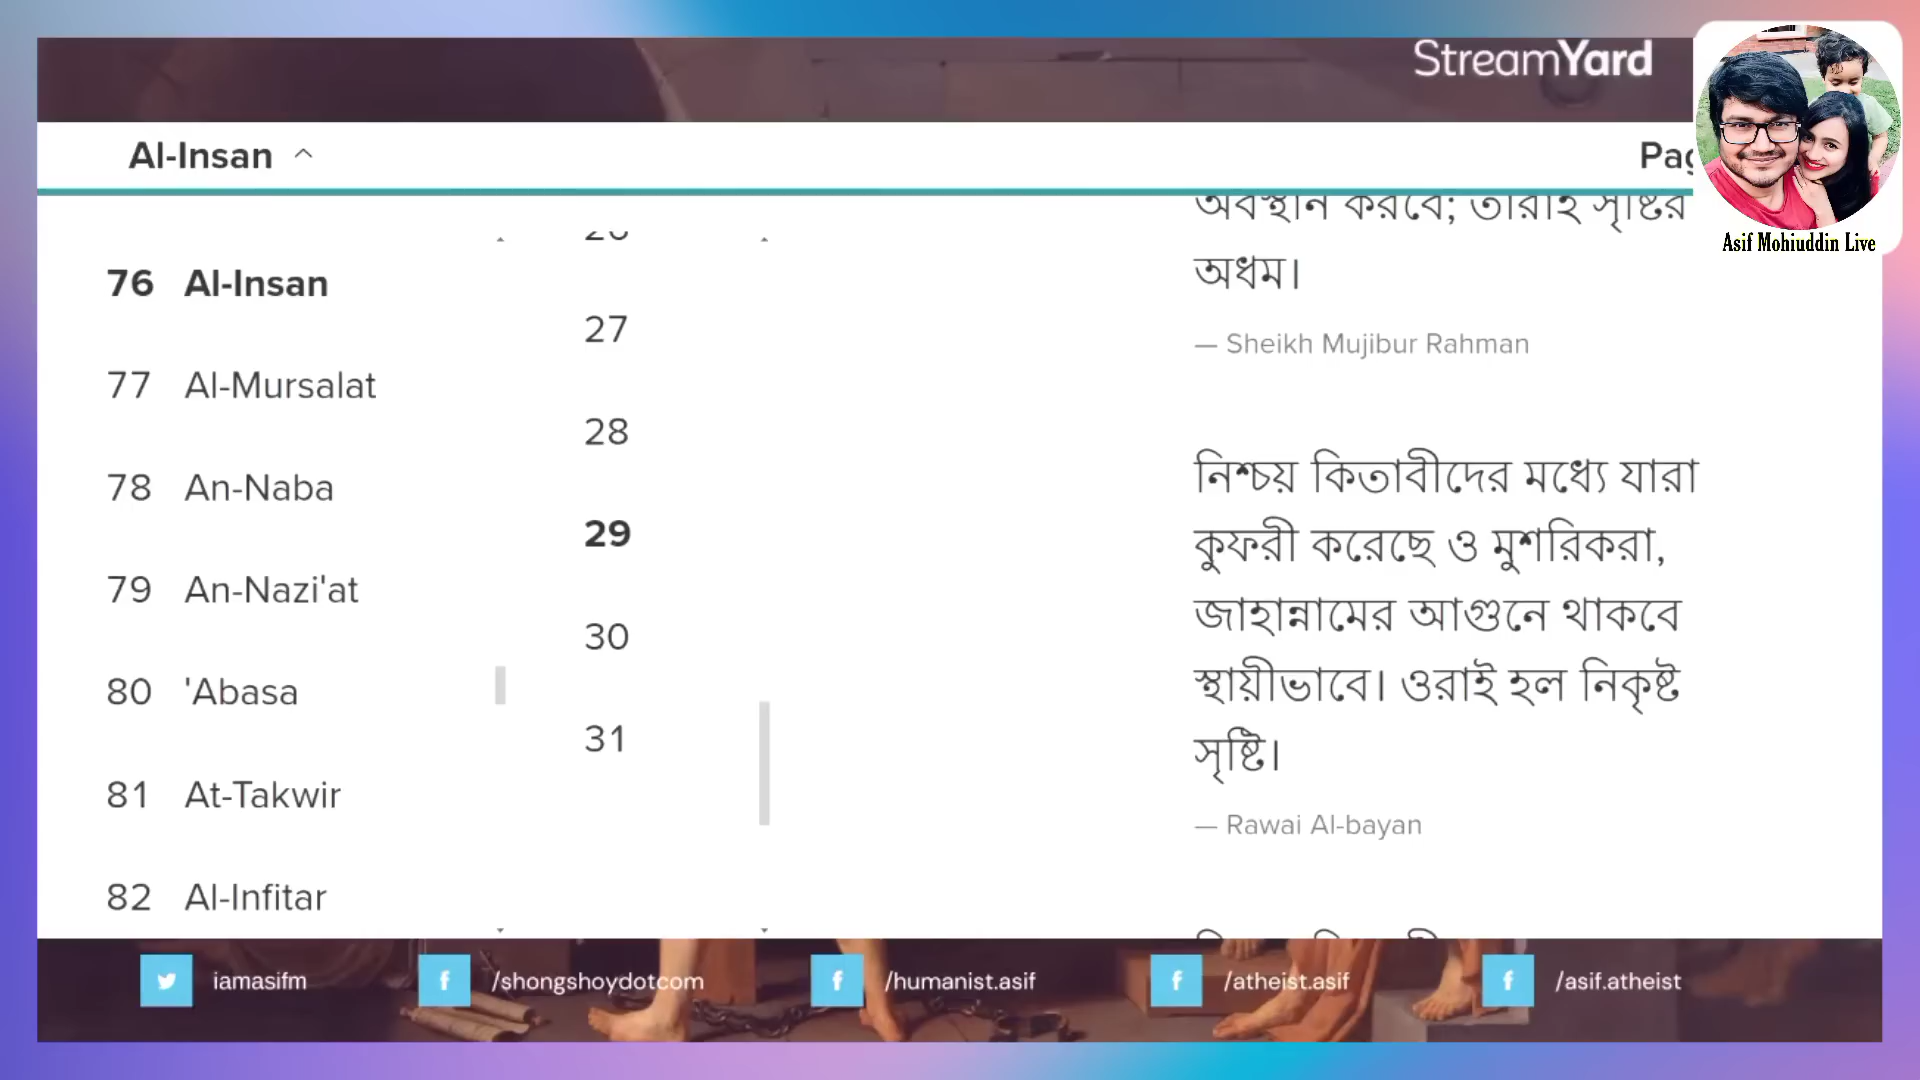 StreamYard
Al-Insan
Asif Mohiuddin Live
76 Al-Insan
77 Al-Mursalat
78 An-Naba
79 An-Nazi'at
80 'Abasa
81 At-Takwir
82 Al-Infitar
27
28
29
30
31
অবস্থান করবে; তারাই সৃষ্টির
অধম।
— Sheikh Mujibur Rahman
নিশ্চয় কিতাবীদের মধ্যে যারা
কুফরী করেছে ও মুশরিকরা,
জাহান্নামের আগুনে থাকবে
স্থায়ীভাবে। ওরাই হল নিকৃষ্ট
সৃষ্টি।
— Rawai Al-bayan
iamasifm
/shongshoydotcom
/humanist.asif
/atheist.asif
/asif.atheist